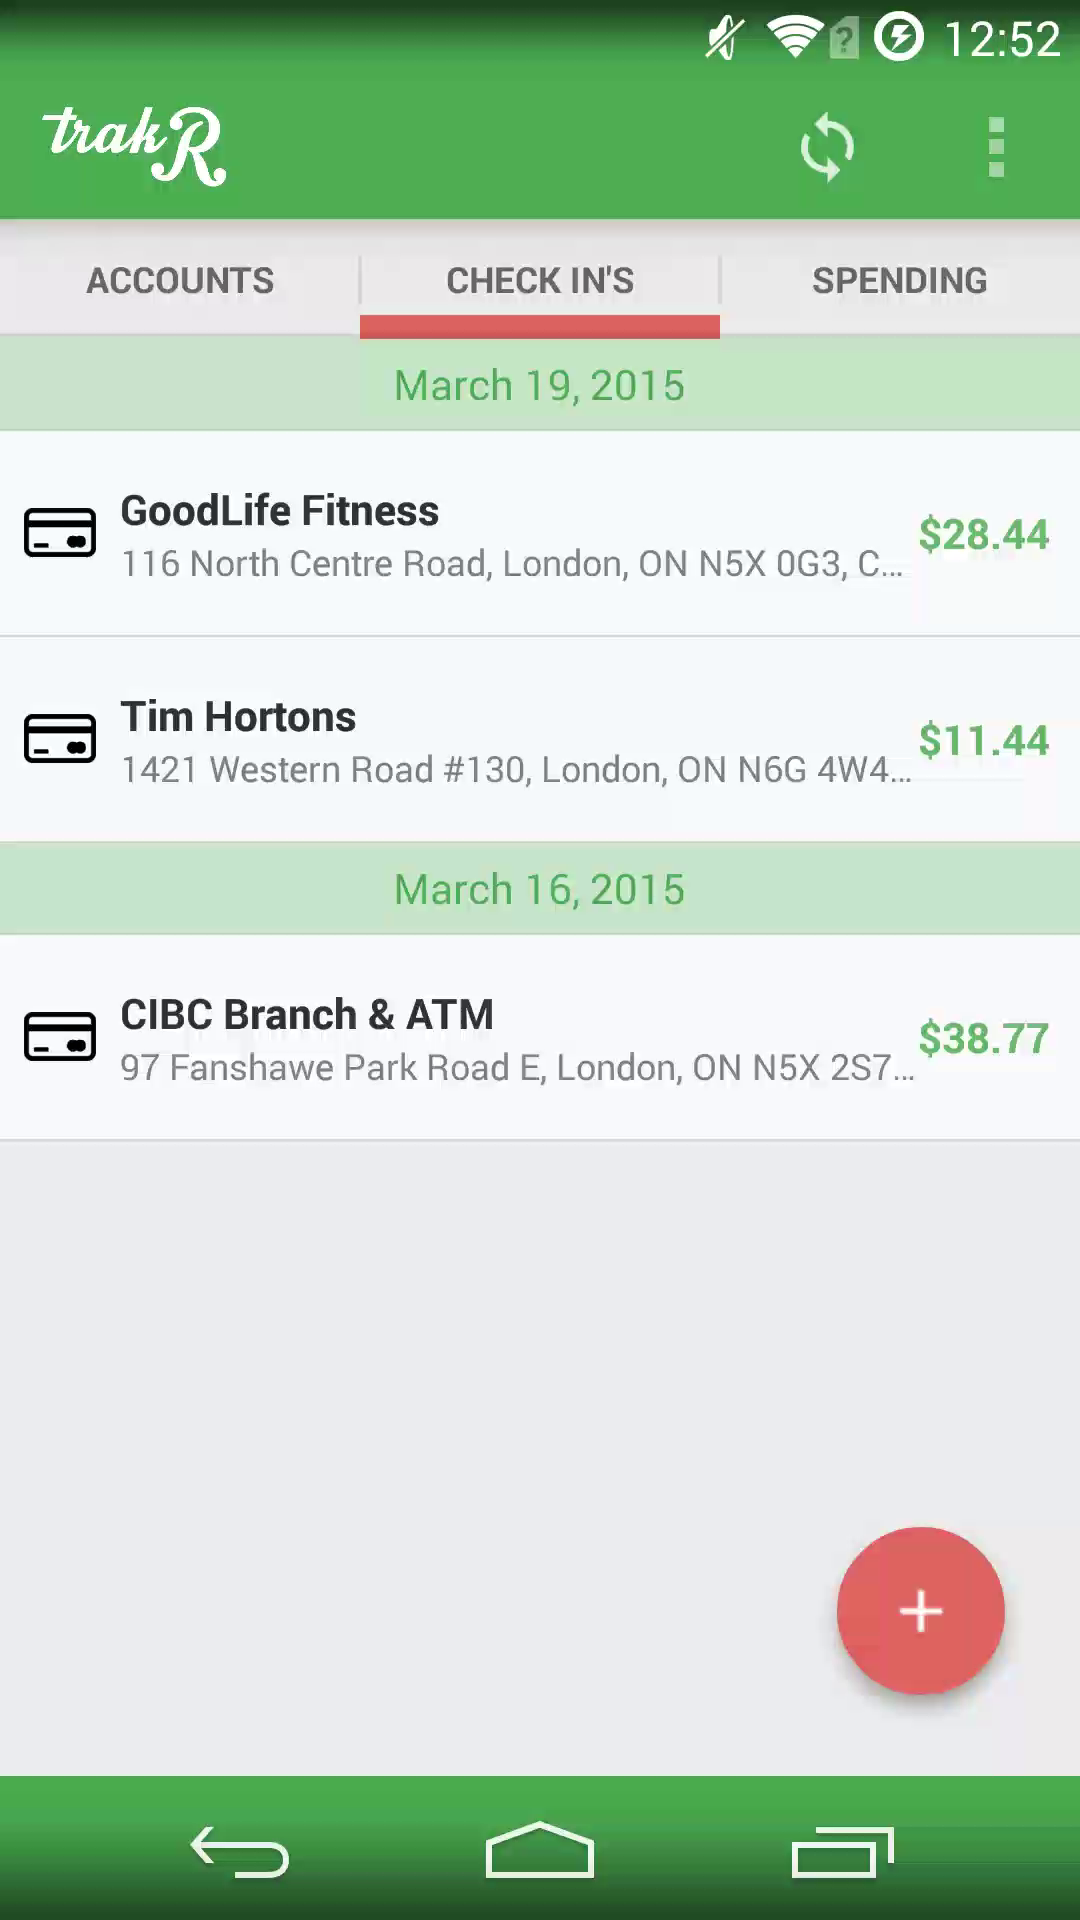 12:52
trakR
ACCOUNTS
CHECK IN'S
SPENDING
March 19, 2015
GoodLife Fitness
116 North Centre Road, London, ON N5X 0G3, C...
$28.44
Tim Hortons
1421 Western Road #130, London, ON N6G 4W4...
$11.44
March 16, 2015
CIBC Branch & ATM
97 Fanshawe Park Road E, London, ON N5X 2S7...
$38.77